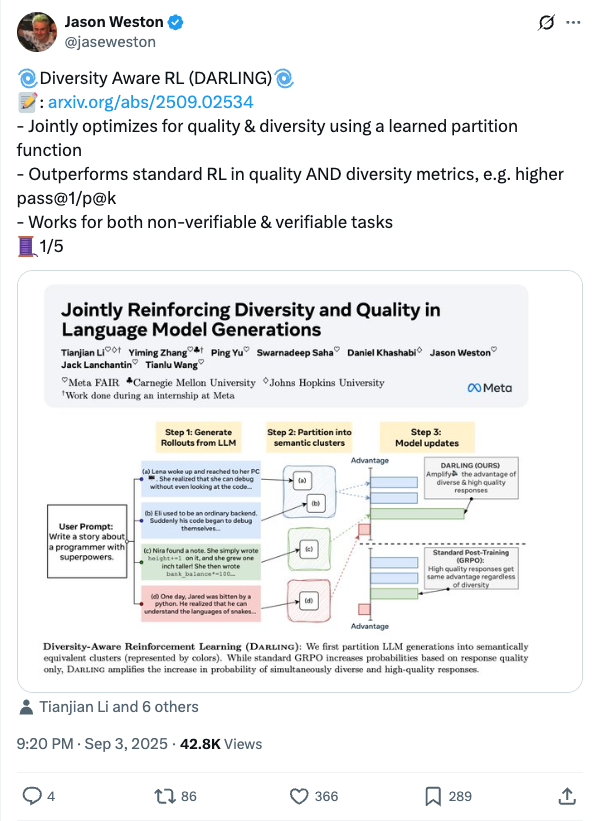 Jason Weston
@jaseweston
🌀Diversity Aware RL (DARLING)🌀
📝: arxiv.org/abs/2509.02534
- Jointly optimizes for quality & diversity using a learned partition
function
- Outperforms standard RL in quality AND diversity metrics, e.g. higher
pass@1/p@k
- Works for both non-verifiable & verifiable tasks
🧵1/5
Jointly Reinforcing Diversity and Quality in
Language Model Generations
Tianjian Li♡♢† Yiming Zhang♡♣† Ping Yu♡ Swarnadeep Saha♡ Daniel Khashabi♢ Jason Weston♡
Jack Lanchantin♡ Tianlu Wang♡
♡Meta FAIR ♣Carnegie Mellon University ♢Johns Hopkins University
†Work done during an internship at Meta
Meta
Step 1: Generate
Rollouts from LLM
Step 2: Partition into
semantic clusters
Step 3:
Model updates
User Prompt:
Write a story about
a programmer with
superpowers.
(a) Lena woke up and reached to her PC
. She realized that she can debug
without even looking at the code...
(b) Eli used to be an ordinary backend.
Suddenly his code began to debug
themselves...
(c) Nira found a note. She simply wrote
height+=1 on it, and she grew one
inch taller! She then wrote
bank_balance*=100...
(d) One day, Jared was bitten by a
python. He realized that he can
understand the languages of snakes...
(a)
(b)
(c)
(d)
Advantage
DARLING (OURS)
Amplify the advantage of
diverse & high quality
responses
Standard Post-Training
(GRPO):
High quality responses get
same advantage regardless
of diversity
Advantage
Diversity-Aware Reinforcement Learning (DARLING): We first partition LLM generations into semantically
equivalent clusters (represented by colors). While standard GRPO increases probabilities based on response quality
only, DARLING amplifies the increase in probability of simultaneously diverse and high-quality responses.
Tianjian Li and 6 others
9:20 PM · Sep 3, 2025 · 42.8K Views
4
86
366
289